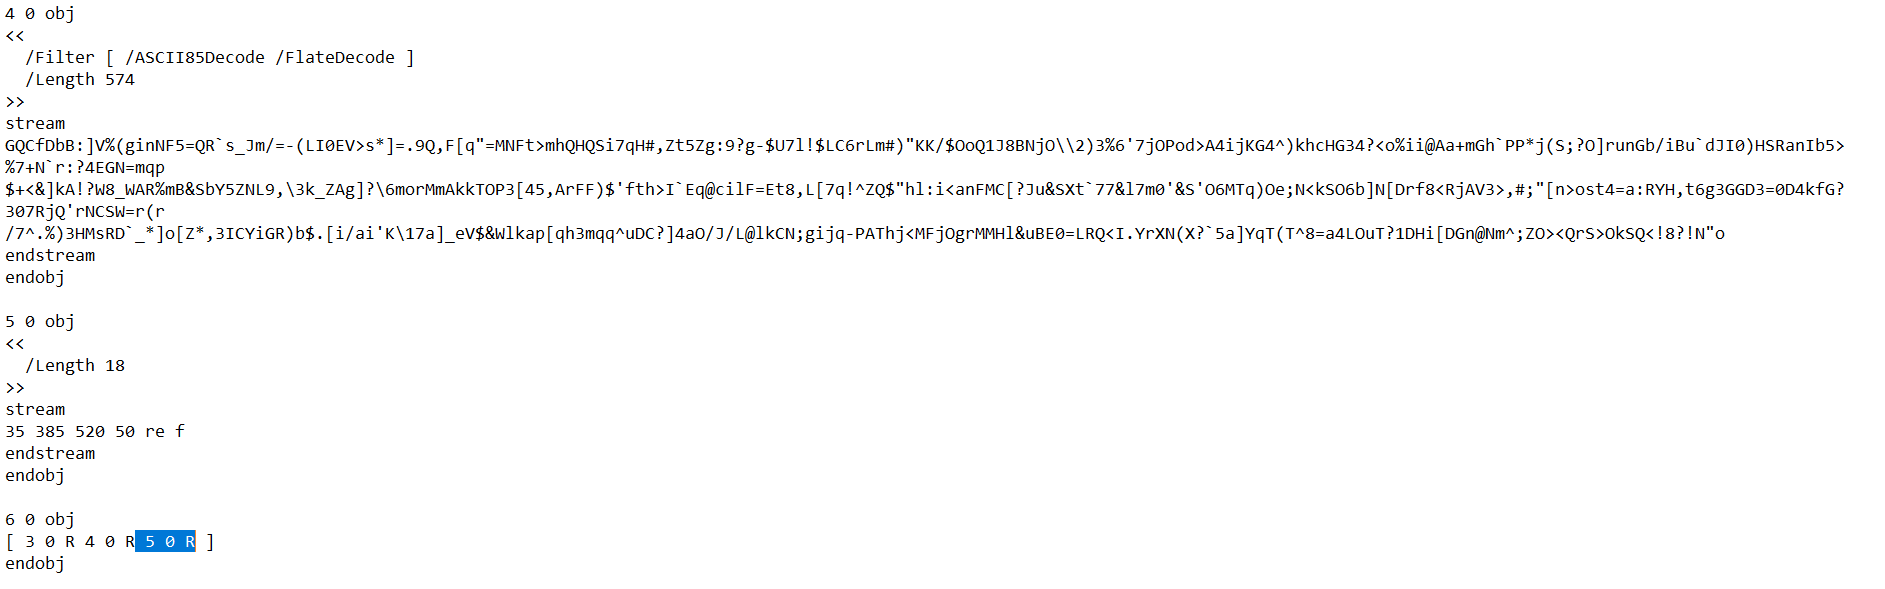 4 0 obj
<<
  /Filter [ /ASCII85Decode /FlateDecode ]
  /Length 574
>>
stream
GQCfDbB:]V%(ginNF5=QR`s_Jm/=-(LI0EV>s*]=.9Q,F[q"=MNFt>mhQHQSi7qH#,Zt5Zg:9?g-$U7l!$LC6rLm#)"KK/$OoQ1J8BNjO\\2)3%6'7jOPod>A4ijKG4^)khcHG34?<o%ii@Aa+mGh`PP*j(S;?O]runGb/iBu`dJI0)HSRanIb5>
%7+N`r:?4EGN=mqp
$+<&]kA!?W8_WAR%mB&SbY5ZNL9,\3k_ZAg]?\6morMmAkkTOP3[45,ArFF)$'fth>I`Eq@cilF=Et8,L[7q!^ZQ$"hl:i<anFMC[?Ju&SXt`77&l7m0'&S'O6MTq)Oe;N<kSO6b]N[Drf8<RjAV3>,#;"[n>ost4=a:RYH,t6g3GGD3=0D4kfG?
307RjQ'rNCSW=r(r
/7^.%)3HMsRD`_*]o[Z*,3ICYiGR)b$.[i/ai'K\17a]_eV$&Wlkap[qh3mqq^uDC?]4aO/J/L@lkCN;gijq-PAThj<MFjOgrMMHl&uBE0=LRQ<I.YrXN(X?`5a]YqT(T^8=a4LOuT?1DHi[DGn@Nm^;ZO><QrS>OkSQ<!8?!N"o
endstream
endobj

5 0 obj
<<
  /Length 18
>>
stream
35 385 520 50 re f
endstream
endobj

6 0 obj
[ 3 0 R 4 0 R 5 0 R ]
endobj